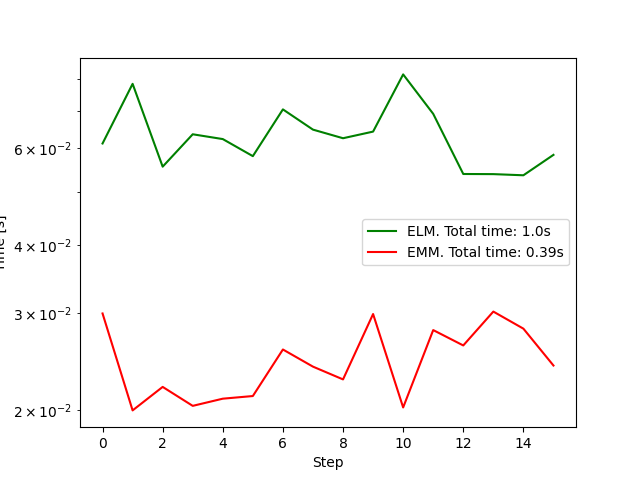 6 × 10⁻²
4 × 10⁻²
3 × 10⁻²
2 × 10⁻²
Time [s]
ELM. Total time: 1.0s
EMM. Total time: 0.39s
0 2 4 6 8 10 12 14
Step